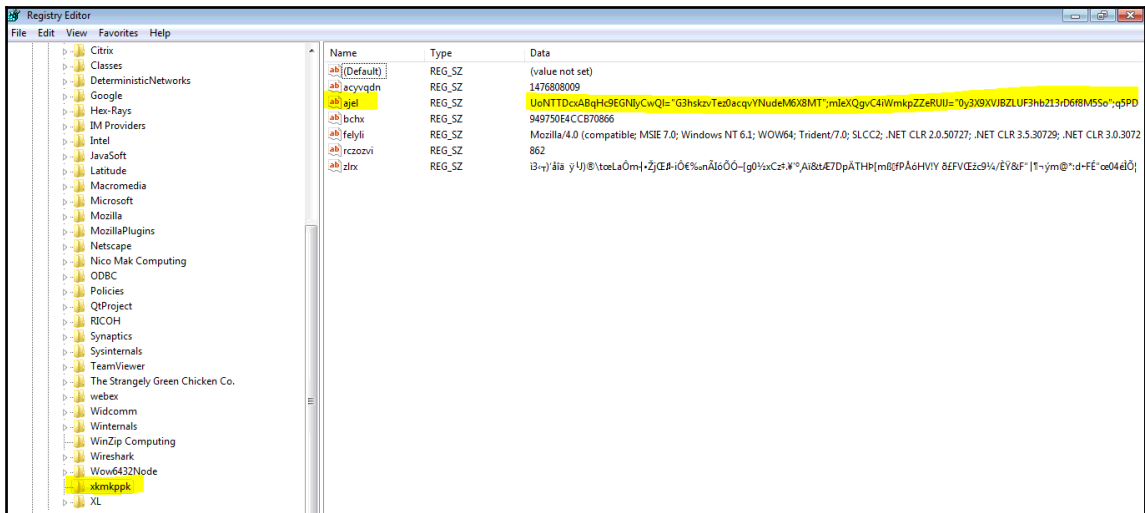 Registry Editor
File Edit View Favorites Help
Citrix
Classes
DeterministicNetworks
Google
Hex-Rays
IM Providers
Intel
JavaSoft
Latitude
Macromedia
Microsoft
Mozilla
MozillaPlugins
Netscape
Nico Mak Computing
ODBC
Policies
QtProject
RICOH
Synaptics
Sysinternals
TeamViewer
The Strangely Green Chicken Co.
webex
Widcomm
Winternals
WinZip Computing
Wireshark
Wow6432Node
xkmkppk
XL
Name Type Data
(Default) REG_SZ (value not set)
acyvqdn REG_SZ 1476808009
ajel REG_SZ
bchx REG_SZ 949750E4CCB70866
felyli REG_SZ Mozilla/4.0 (compatible; MSIE 7.0; Windows NT 6.1; WOW64; Trident/7.0; SLCC2; .NET CLR 2.0.50727; .NET CLR 3.5.30729; .NET CLR 3.0.3072
rczozvi REG_SZ 862
zlrx REG_SZ